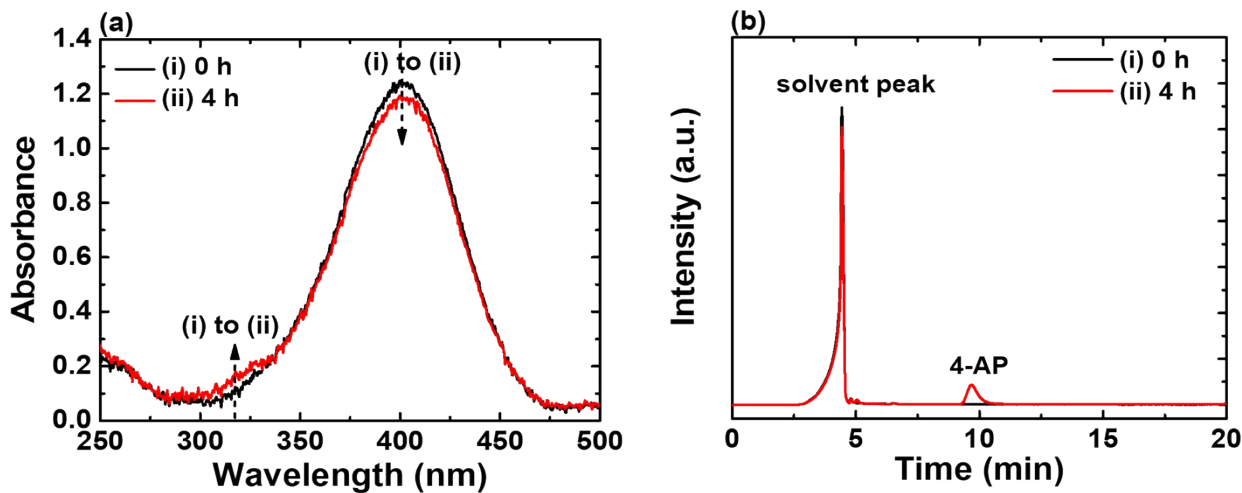 (a)
(i) 0 h
(ii) 4 h
(i) to (ii)
(i) to (ii)
1.4
1.2
1.0
0.8
0.6
0.4
0.2
0.0
Absorbance
250 300 350 400 450 500
Wavelength (nm)
(b)
(i) 0 h
(ii) 4 h
solvent peak
4-AP
Intensity (a.u.)
0 5 10 15 20
Time (min)